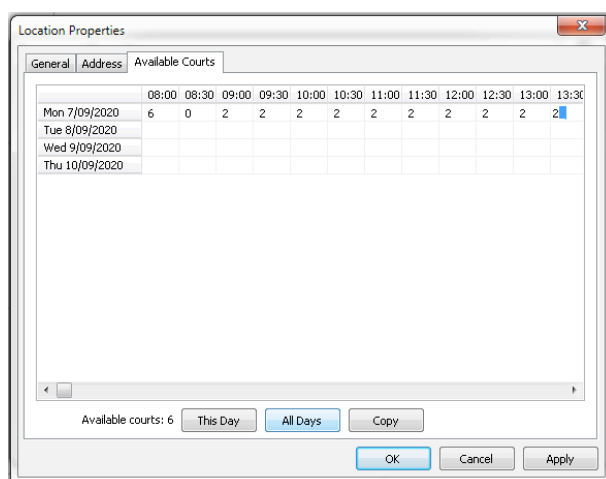 Location Properties
General Address Available Courts
08:00 08:30 09:00 09:30 10:00 10:30 11:00 11:30 12:00 12:30 13:00 13:30
Mon 7/09/2020 6 0 2 2 2 2 2 2 2 2 2 2
Tue 8/09/2020
Wed 9/09/2020
Thu 10/09/2020
Available courts: 6 This Day All Days Copy
OK Cancel Apply